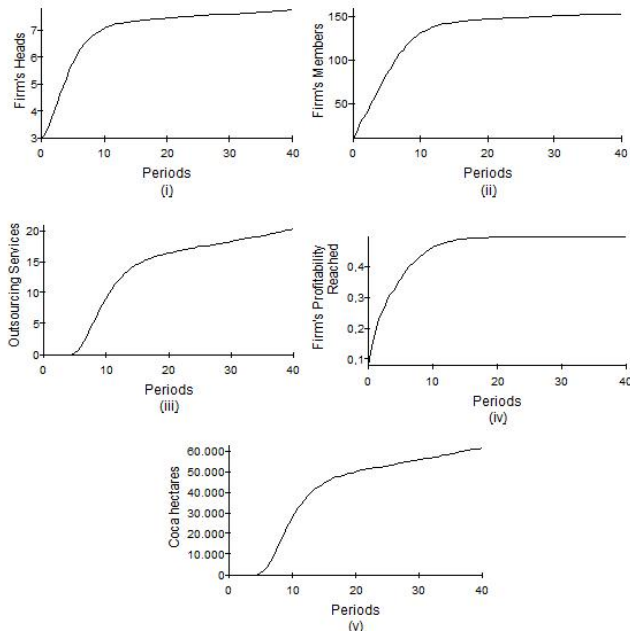 Firm's Heads
7
6
5
4
3
0 10 20 30 40
Periods
(i)
Firm's Members
150
100
50
0 10 20 30 40
Periods
(ii)
Outsourcing Services
20
15
10
5
0
0 10 20 30 40
Periods
(iii)
Firm's Profitability
Reached
0,4
0,3
0,2
0,1
0 10 20 30 40
Periods
(iv)
Coca hectares
60.000
50.000
40.000
30.000
20.000
10.000
0
0 10 20 30 40
Periods
(v)